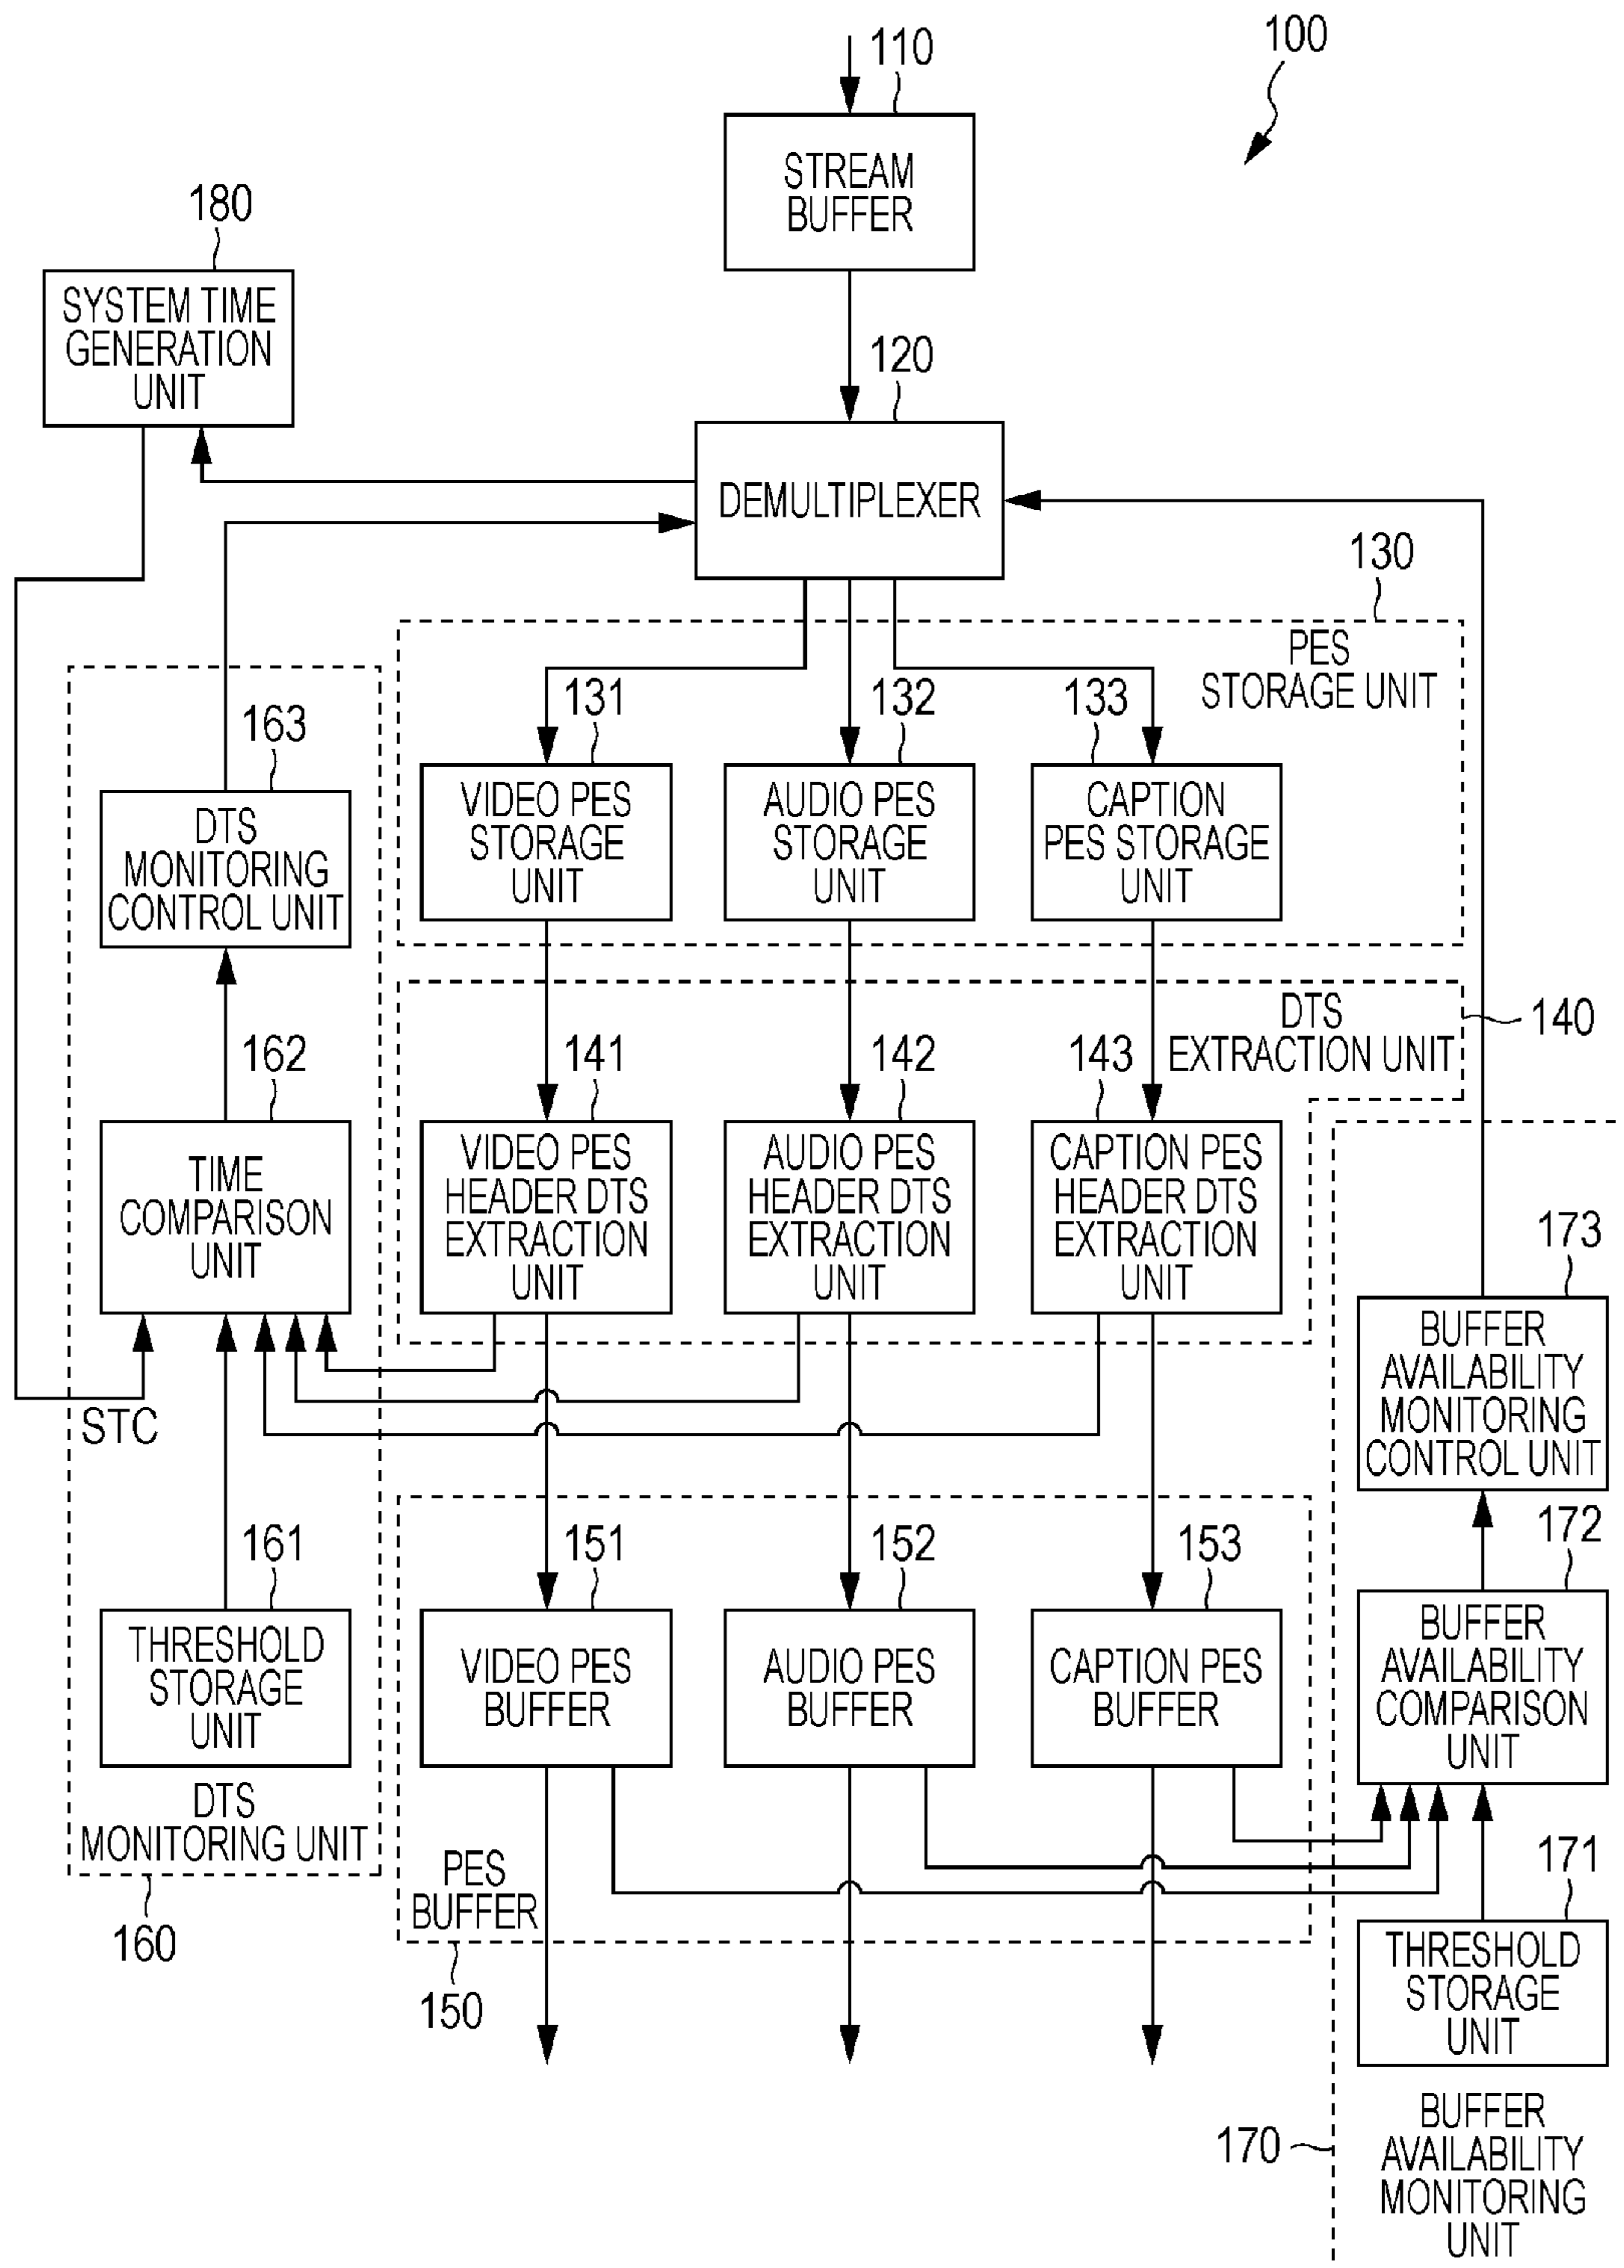 100
110
STREAM
BUFFER
180
SYSTEM TIME
GENERATION
UNIT
120
DEMULTIPLEXER
130
PES
STORAGE UNIT
131
VIDEO PES
STORAGE
UNIT
132
AUDIO PES
STORAGE
UNIT
133
CAPTION
PES STORAGE
UNIT
163
DTS
MONITORING
CONTROL UNIT
140
DTS
EXTRACTION UNIT
162
TIME
COMPARISON
UNIT
141
VIDEO PES
HEADER DTS
EXTRACTION
UNIT
142
AUDIO PES
HEADER DTS
EXTRACTION
UNIT
143
CAPTION PES
HEADER DTS
EXTRACTION
UNIT
173
BUFFER
AVAILABILITY
MONITORING
CONTROL UNIT
STC
161
THRESHOLD
STORAGE
UNIT
DTS
MONITORING UNIT
160
151
VIDEO PES
BUFFER
152
AUDIO PES
BUFFER
153
CAPTION PES
BUFFER
PES
BUFFER
150
172
BUFFER
AVAILABILITY
COMPARISON
UNIT
171
THRESHOLD
STORAGE
UNIT
170
BUFFER
AVAILABILITY
MONITORING
UNIT